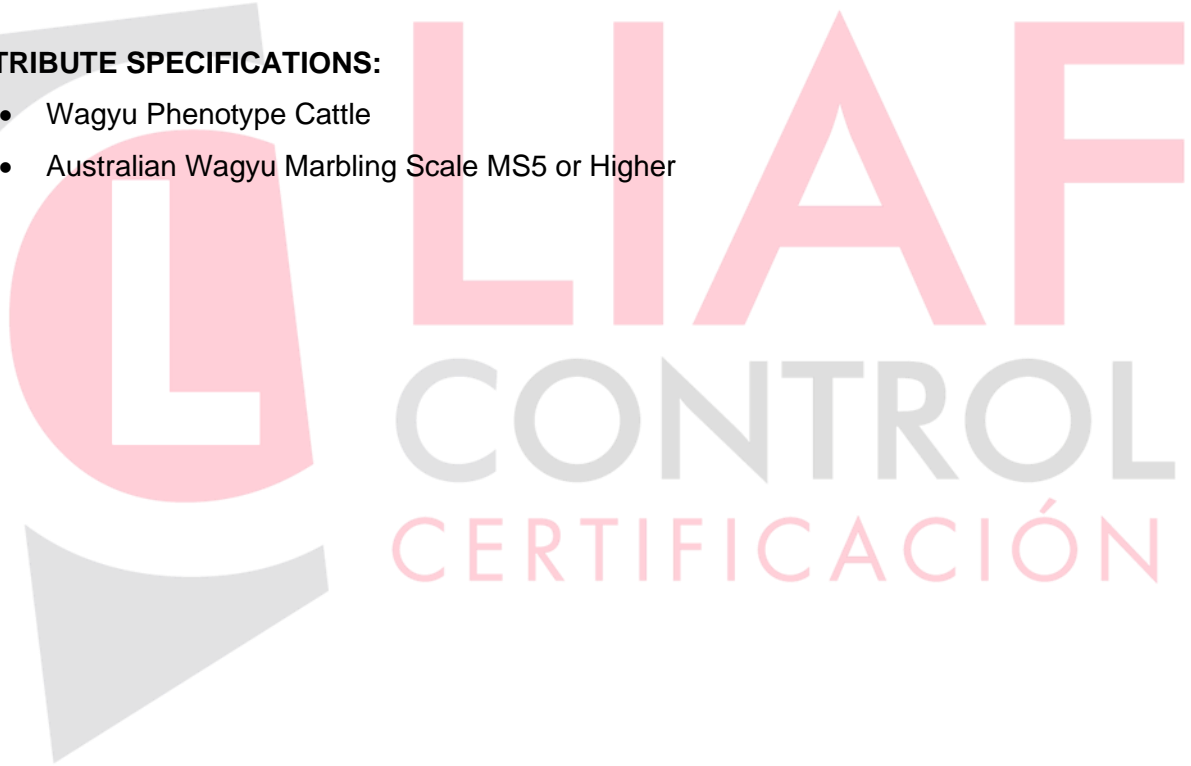 TRIBUTE SPECIFICATIONS:
• Wagyu Phenotype Cattle
• Australian Wagyu Marbling Scale MS5 or Higher
L
LIAF
CONTROL
CERTIFICACIÓN